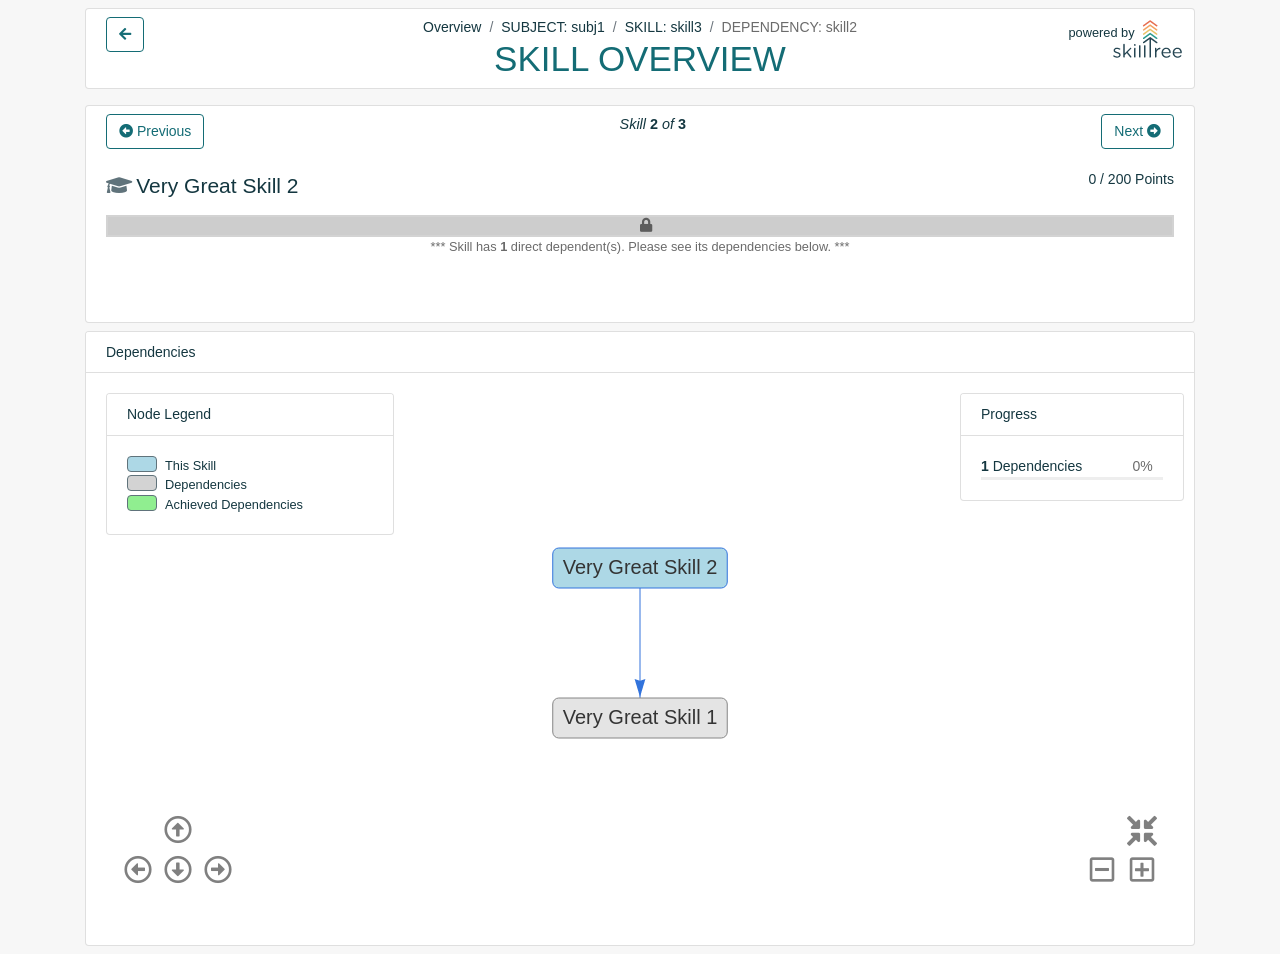 Overview / SUBJECT: subj1 / SKILL: skill3 / DEPENDENCY: skill2
SKILL OVERVIEW
powered by
skilltree
Previous
Skill 2 of 3
Next
Very Great Skill 2
0 / 200 Points
*** Skill has 1 direct dependent(s). Please see its dependencies below. ***
Dependencies
Node Legend
This Skill
Dependencies
Achieved Dependencies
Progress
1 Dependencies 0%
Very Great Skill 2
Very Great Skill 1